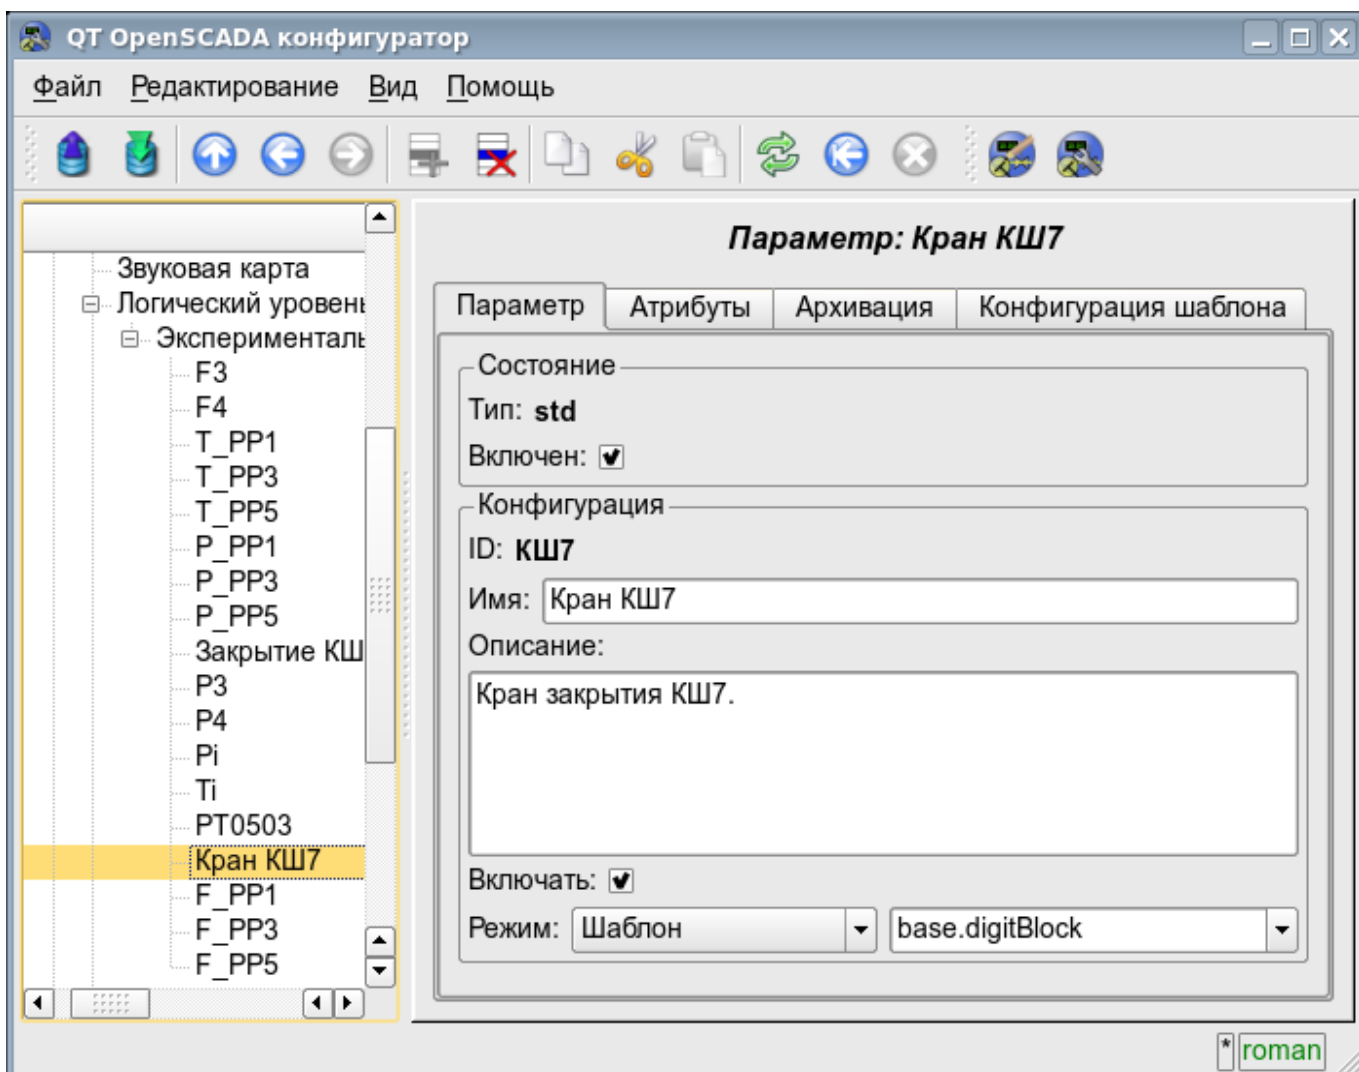 QT OpenSCADA конфигуратор
Файл Редактирование Вид Помощь
Звуковая карта
Логический уровень
Эксперименталь
F3
F4
T_PP1
T_PP3
T_PP5
P_PP1
P_PP3
P_PP5
Закрытие КШ
P3
P4
Pi
Ti
PT0503
Кран КШ7
F_PP1
F_PP3
F_PP5
Параметр: Кран КШ7
Параметр Атрибуты Архивация Конфигурация шаблона
Состояние
Тип: std
Включен:
Конфигурация
ID: КШ7
Имя: Кран КШ7
Описание:
Кран закрытия КШ7.
Включать:
Режим: Шаблон base.digitBlock
* roman